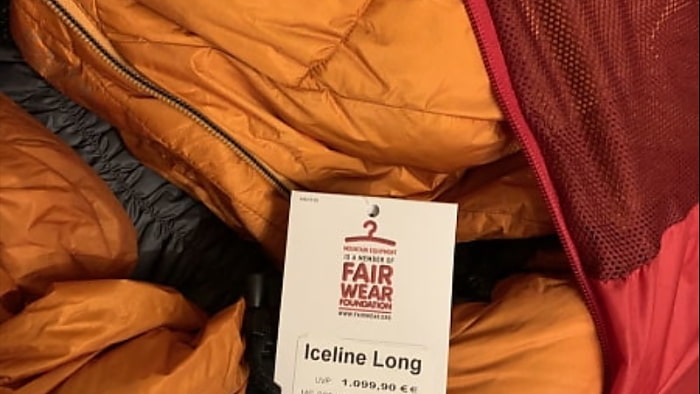 MOUNTAIN EQUIPMENT
IS A MEMBER OF
FAIR
WEAR
FOUNDATION
WWW.FAIRWEAR.ORG
Iceline Long
UVP: 1.099,90 €€